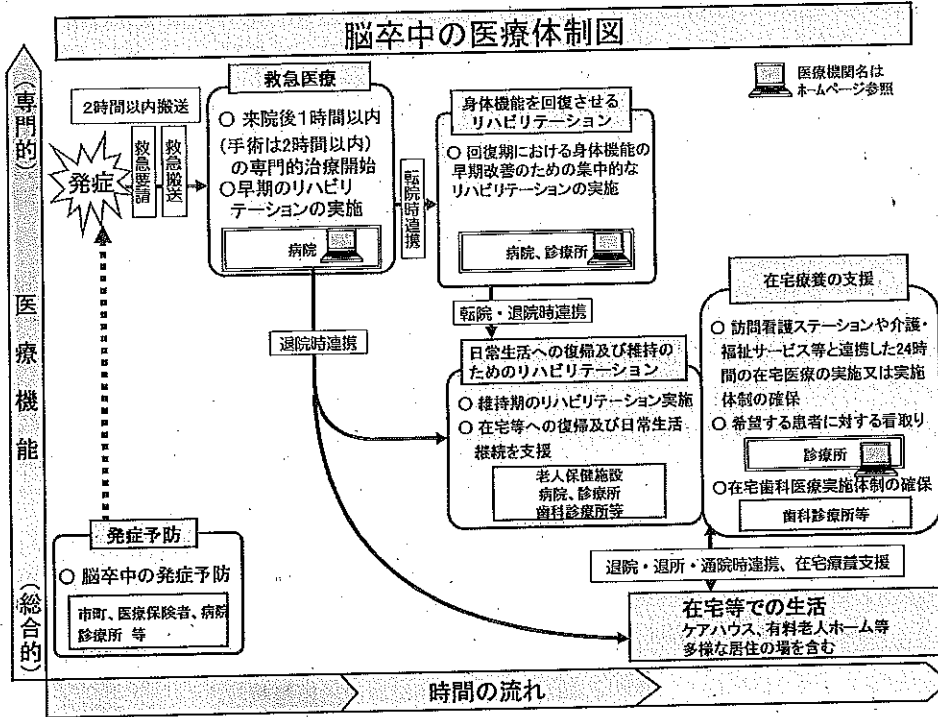 脳卒中の医療体制図
(専門的)
医療機能
(総合的)
医療機関名は
ホームページ参照
2時間以内搬送
発症
救急要請
救急搬送
救急医療
○ 来院後1時間以内
(手術は2時間以内)
の専門的治療開始
○早期のリハビリ
テーションの実施
病院
転院時連携
身体機能を回復させる
リハビリテーション
○ 回復期における身体機能の
早期改善のための集中的な
リハビリテーションの実施
病院、診療所
転院・退院時連携
退院時連携
日常生活への復帰及び維持の
ためのリハビリテーション
○ 維持期のリハビリテーション実施
○ 在宅等への復帰及び日常生活
継続を支援
老人保健施設
病院、診療所
歯科診療所等
在宅療養の支援
○ 訪問看護ステーションや介護・
福祉サービス等と連携した24時
間の在宅医療の実施又は実施
体制の確保
○ 希望する患者に対する看取り
診療所
○在宅歯科医療実施体制の確保
歯科診療所等
発症予防
○ 脳卒中の発症予防
市町、医療保険者、病院
診療所 等
退院・退所・通院時連携、在宅療養支援
在宅等での生活
ケアハウス、有料老人ホーム等
多様な居住の場を含む
時間の流れ